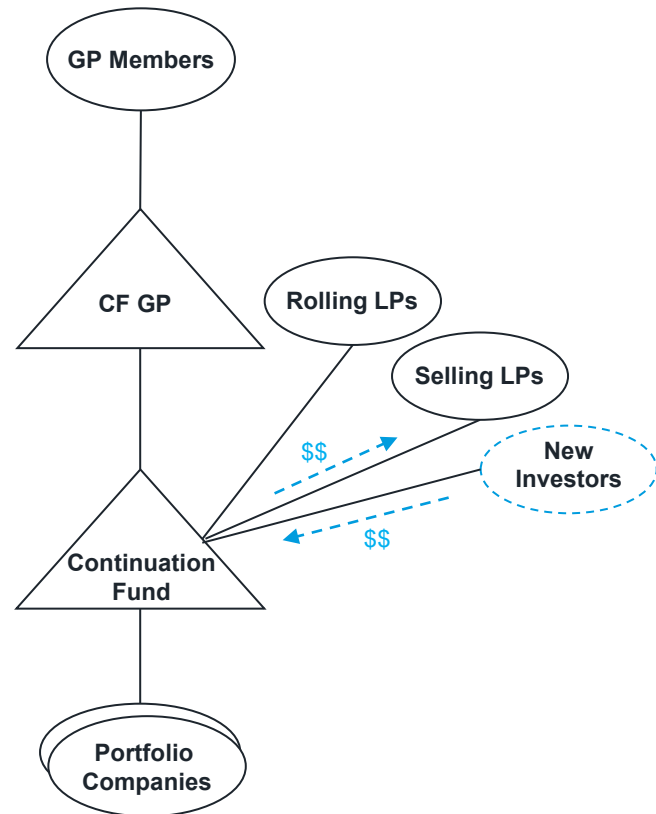 GP Members
CF GP
Rolling LPs
Selling LPs
$$
New
Investors
$$
Continuation
Fund
Portfolio
Companies